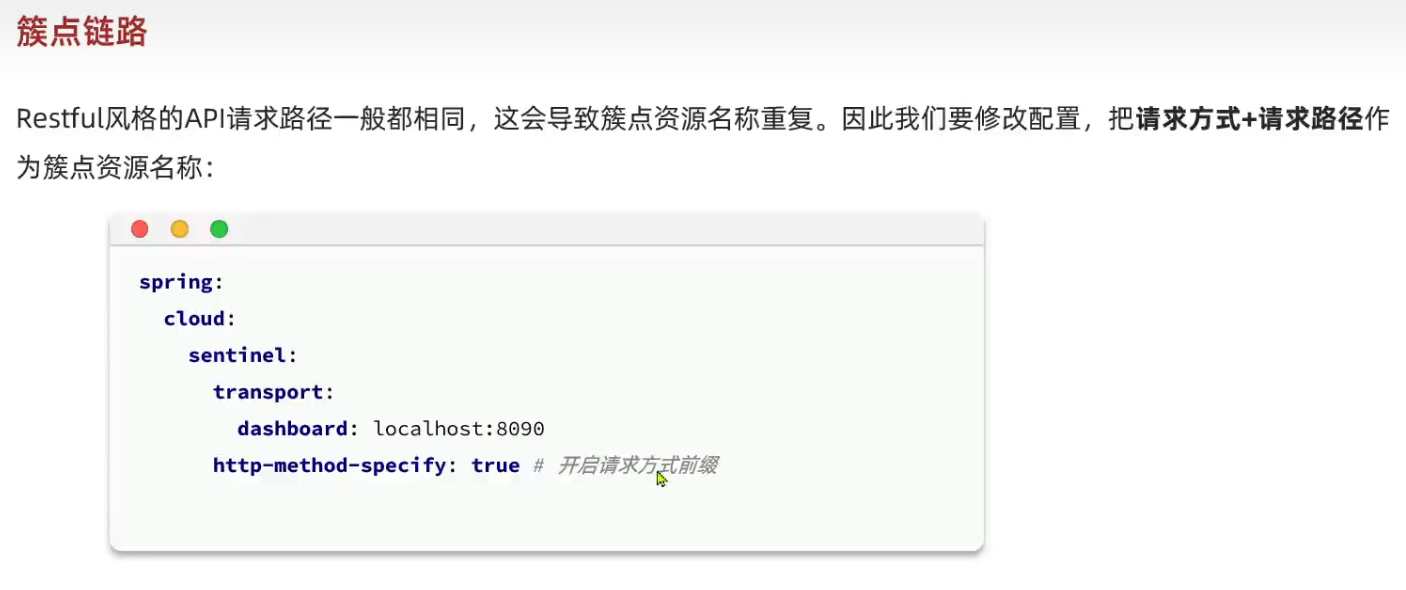 簇点链路
Restful风格的API请求路径一般都相同，这会导致簇点资源名称重复。因此我们要修改配置，把请求方式+请求路径作
为簇点资源名称：
spring:
  cloud:
    sentinel:
      transport:
        dashboard: localhost:8090
      http-method-specify: true # 开启请求方式前缀